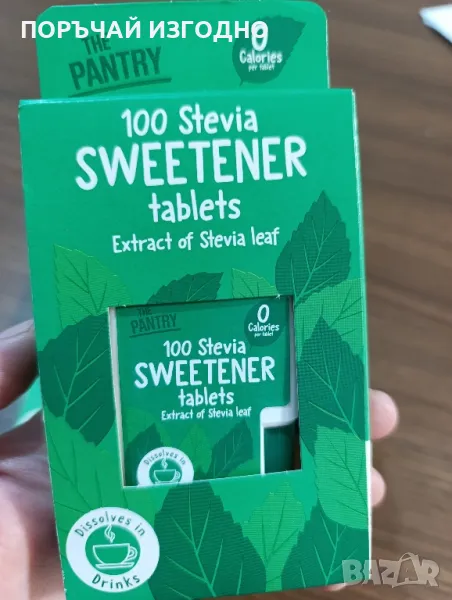 ПОРЪЧАЙ ИЗГОДНО
THE
PANTRY
0
Calories
per tablet
100 Stevia
SWEETENER
tablets
Extract of Stevia leaf
THE
PANTRY
0
Calories
per tablet
100 Stevia
SWEETENER
tablets
Extract of Stevia leaf
Dissolves in
Dissolves in
Drinks
BAZAR